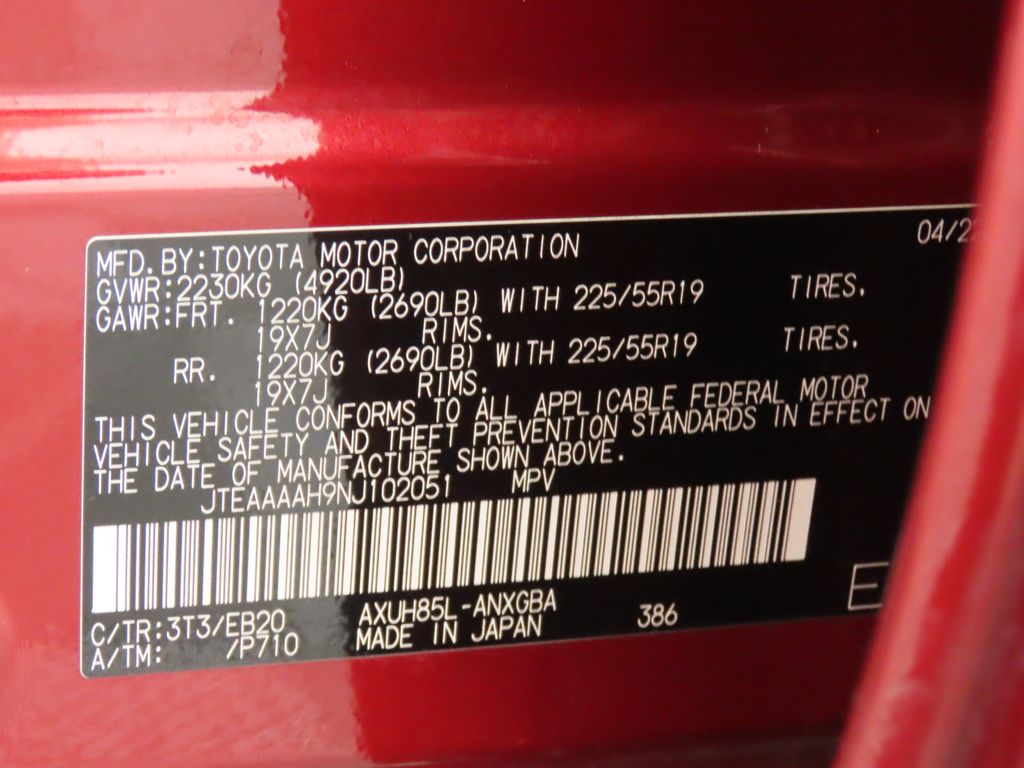 MFD.BY:TOYOTA MOTOR CORPORATION
GVWR:2230KG (4920LB)
GAWR:FRT. 1220KG (2690LB) WITH 225/55R19 TIRES.
19X7J RIMS.
RR. 1220KG (2690LB) WITH 225/55R19 TIRES.
19X7J RIMS.
THIS VEHICLE CONFORMS TO ALL APPLICABLE FEDERAL MOTOR
VEHICLE SAFETY AND THEFT PREVENTION STANDARDS IN EFFECT ON
THE DATE OF MANUFACTURE SHOWN ABOVE.
JTEAAAAH9NJ102051 MPV
C/TR:3T3/EB20 AXUH85L-ANXGBA 386
A/TM: /P710 MADE IN JAPAN